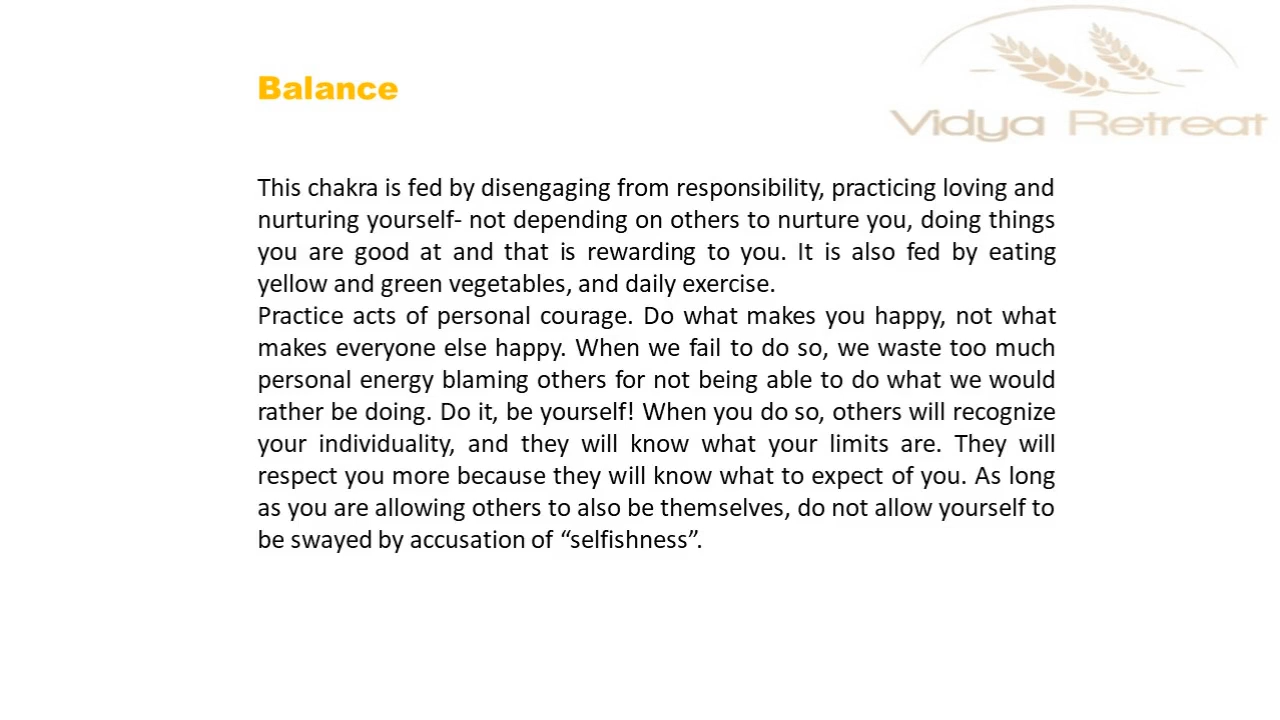 Vidya Retreat
Balance
This chakra is fed by disengaging from responsibility, practicing loving and
nurturing yourself- not depending on others to nurture you, doing things
you are good at and that is rewarding to you. It is also fed by eating
yellow and green vegetables, and daily exercise.
Practice acts of personal courage. Do what makes you happy, not what
makes everyone else happy. When we fail to do so, we waste too much
personal energy blaming others for not being able to do what we would
rather be doing. Do it, be yourself! When you do so, others will recognize
your individuality, and they will know what your limits are. They will
respect you more because they will know what to expect of you. As long
as you are allowing others to also be themselves, do not allow yourself to
be swayed by accusation of “selfishness”.